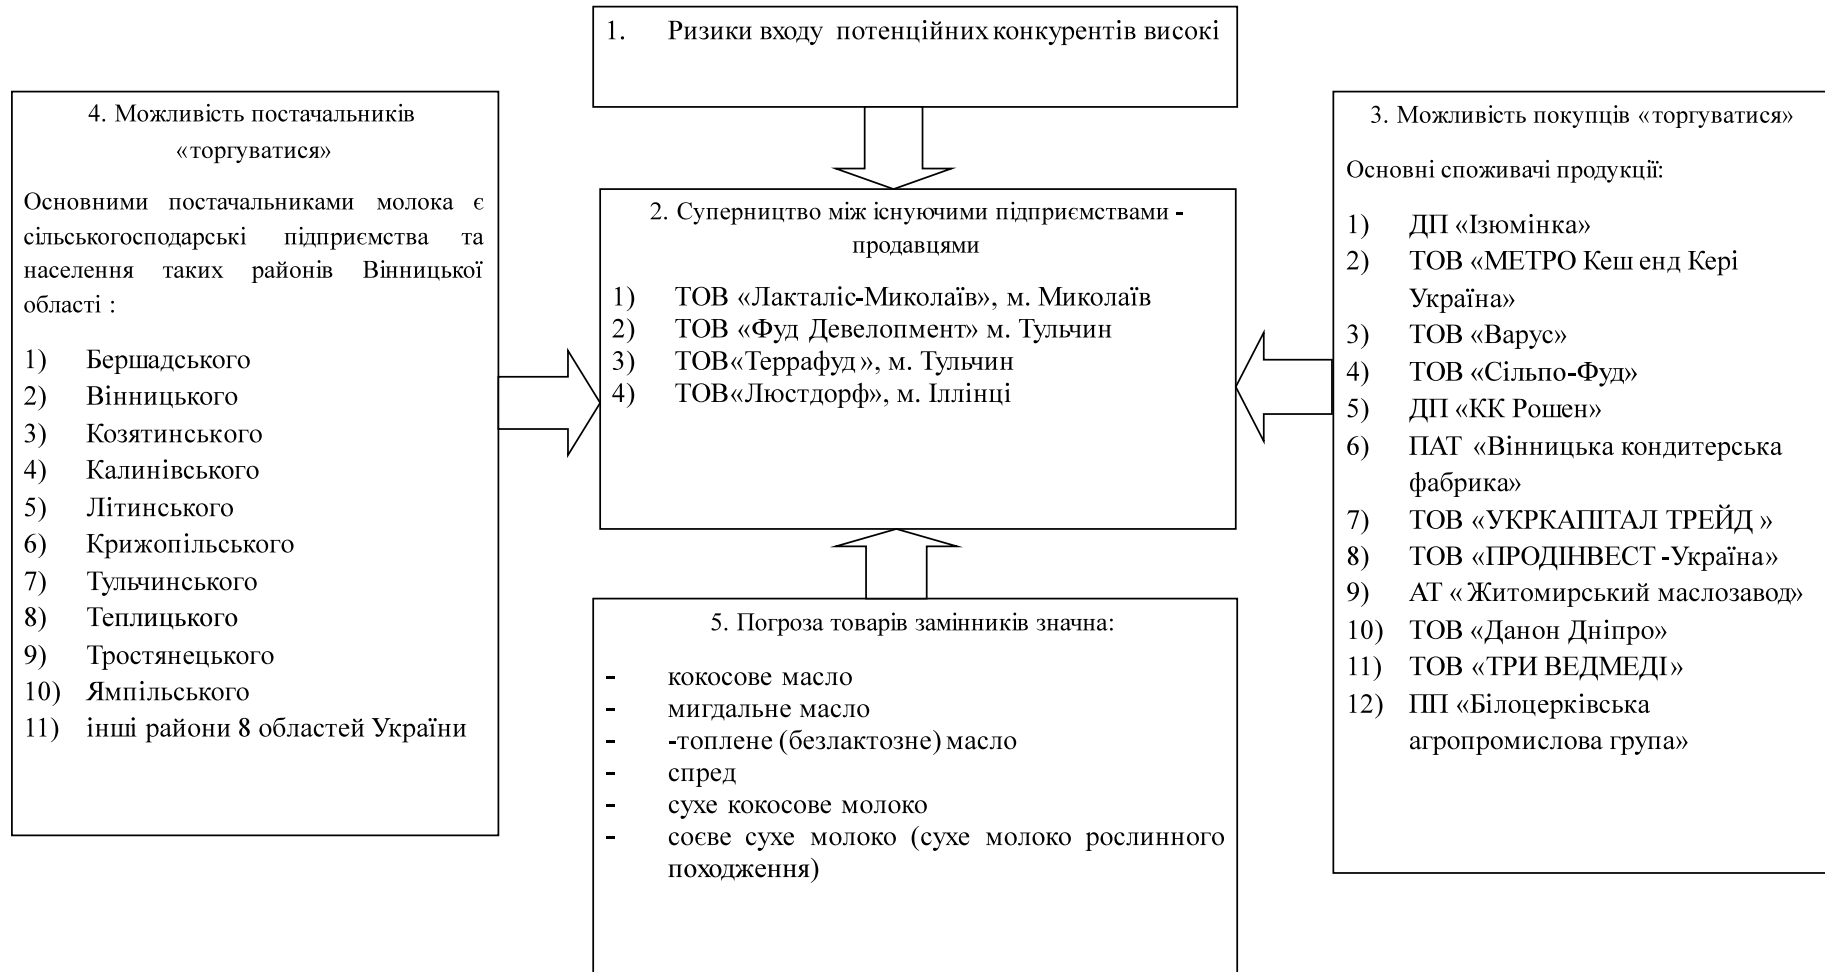 1. Ризики входу потенційних конкурентів високі
4. Можливість постачальників
«торгуватися»
Основними постачальниками молока є
сільськогосподарські підприємства та
населення таких районів Вінницької
області :
1) Бершадського
2) Вінницького
3) Козятинського
4) Калинівського
5) Літинського
6) Крижопільського
7) Тульчинського
8) Теплицького
9) Тростянецького
10) Ямпільського
11) інші райони 8 областей України
2. Суперництво між існуючими підприємствами -
продавцями
1) ТОВ «Лакталіс-Миколаїв», м. Миколаїв
2) ТОВ «Фуд Девелопмент» м. Тульчин
3) ТОВ«Террафуд», м. Тульчин
4) ТОВ«Люстдорф», м. Іллінці
3. Можливість покупців «торгуватися»
Основні споживачі продукції:
1) ДП «Ізюмінка»
2) ТОВ «МЕТРО Кеш енд Кері
Україна»
3) ТОВ «Варус»
4) ТОВ «Сільпо-Фуд»
5) ДП «КК Рошен»
6) ПАТ «Вінницька кондитерська
фабрика»
7) ТОВ «УКРКАПІТАЛ ТРЕЙД »
8) ТОВ «ПРОДІНВЕСТ -Україна»
9) АТ « Житомирський маслозавод»
10) ТОВ «Данон Дніпро»
11) ТОВ «ТРИ ВЕДМЕДІ»
12) ПП «Білоцерківська
агропромислова група»
5. Погроза товарів замінників значна:
- кокосове масло
- мигдальне масло
- -топлене (безлактозне) масло
- спред
- сухе кокосове молоко
- соєве сухе молоко (сухе молоко рослинного
походження)